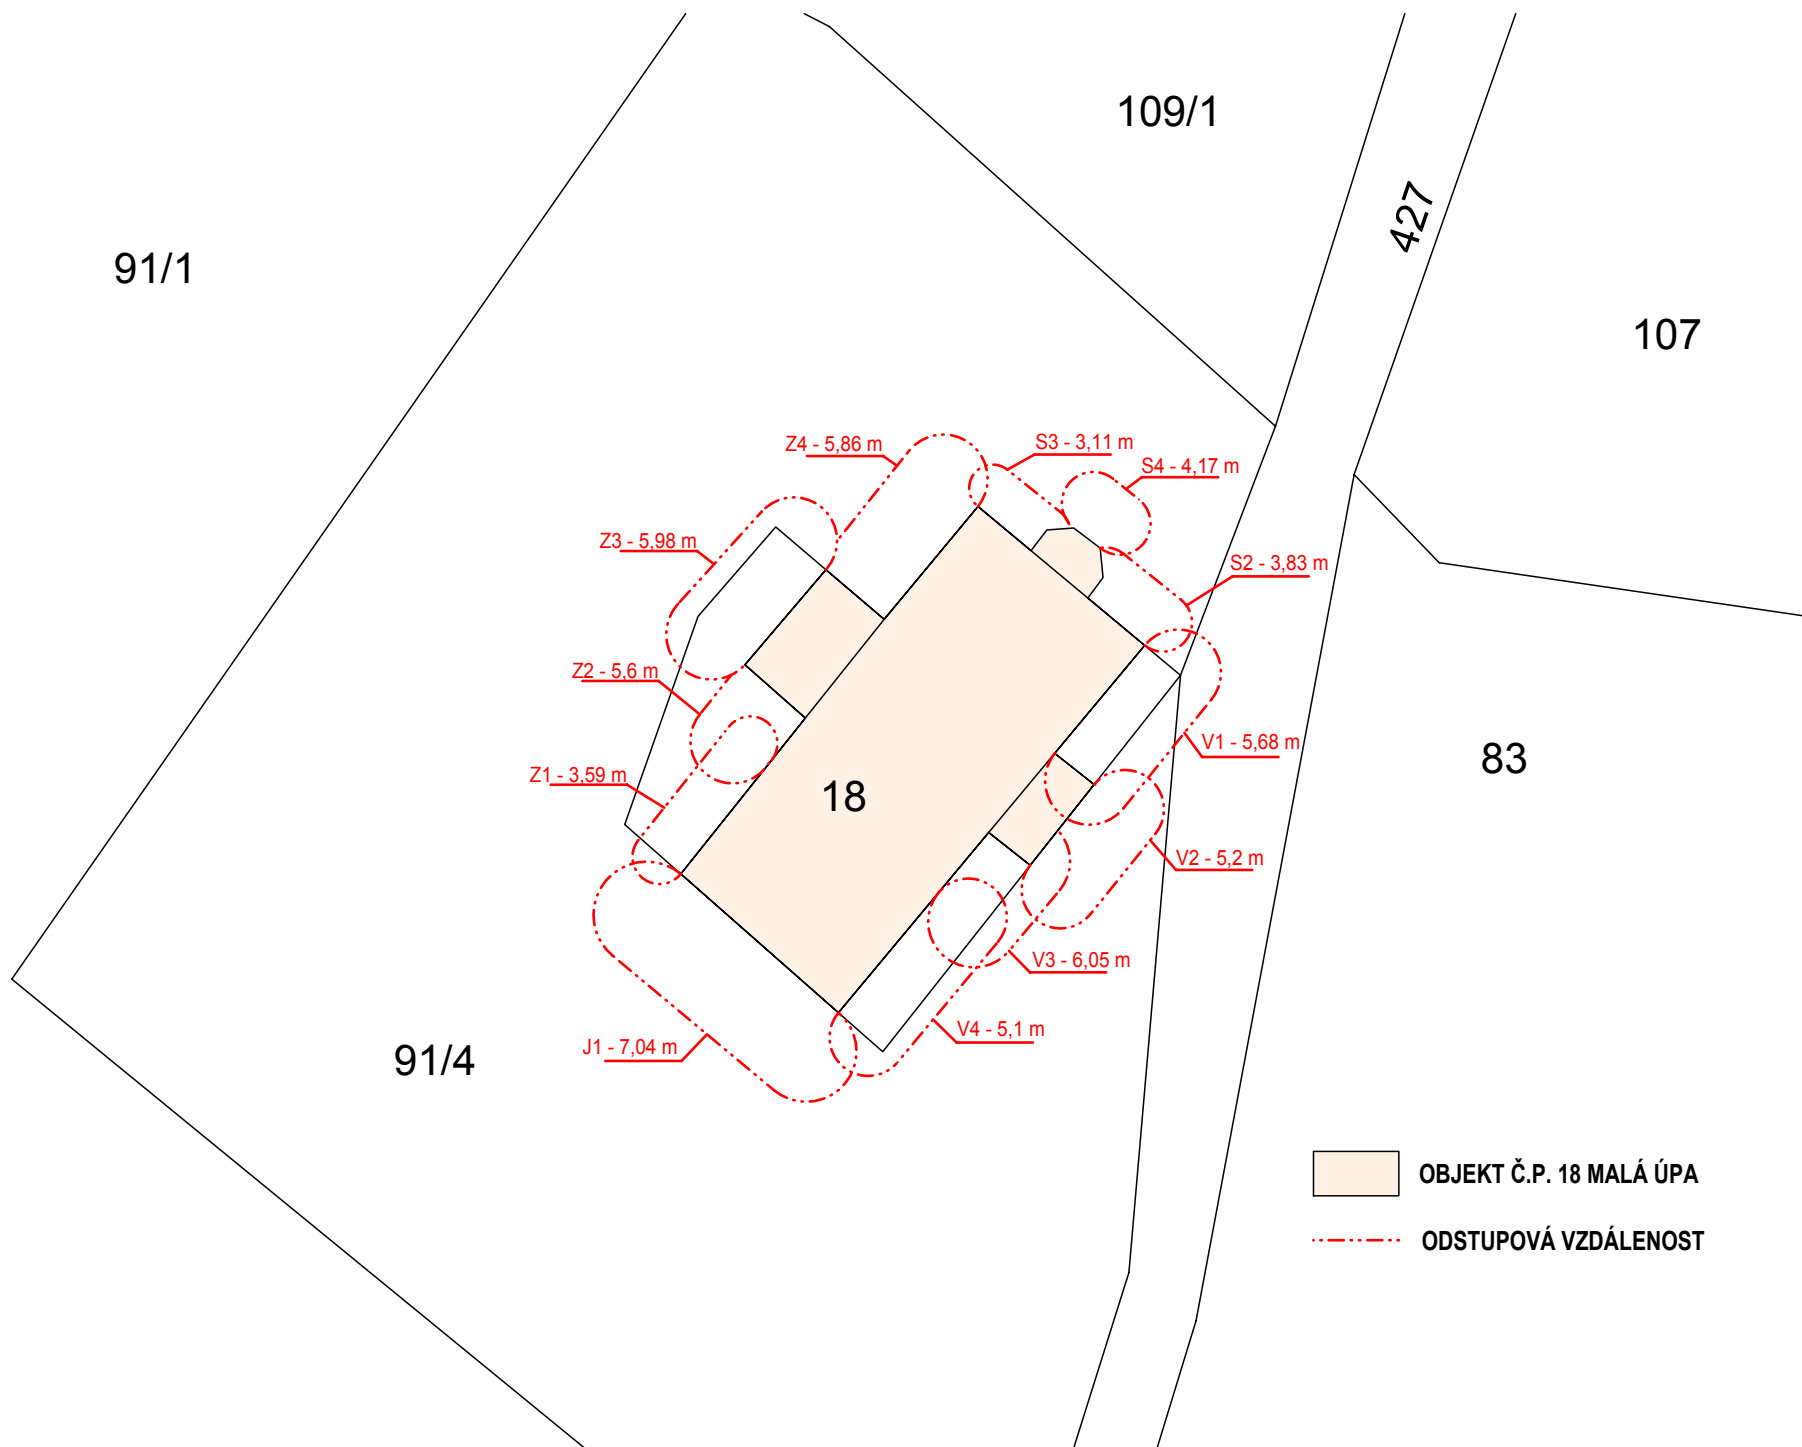 109/1
427
91/1
107
Z4 - 5,86 m
S3 - 3,11 m
S4 - 4,17 m
Z3 - 5,98 m
S2 - 3,83 m
Z2 - 5,6 m
V1 - 5,68 m
83
Z1 - 3,59 m
18
V2 - 5,2 m
V3 - 6,05 m
V4 - 5,1 m
J1 - 7,04 m
91/4
OBJEKT Č.P. 18 MALÁ ÚPA
ODSTUPOVÁ VZDÁLENOST